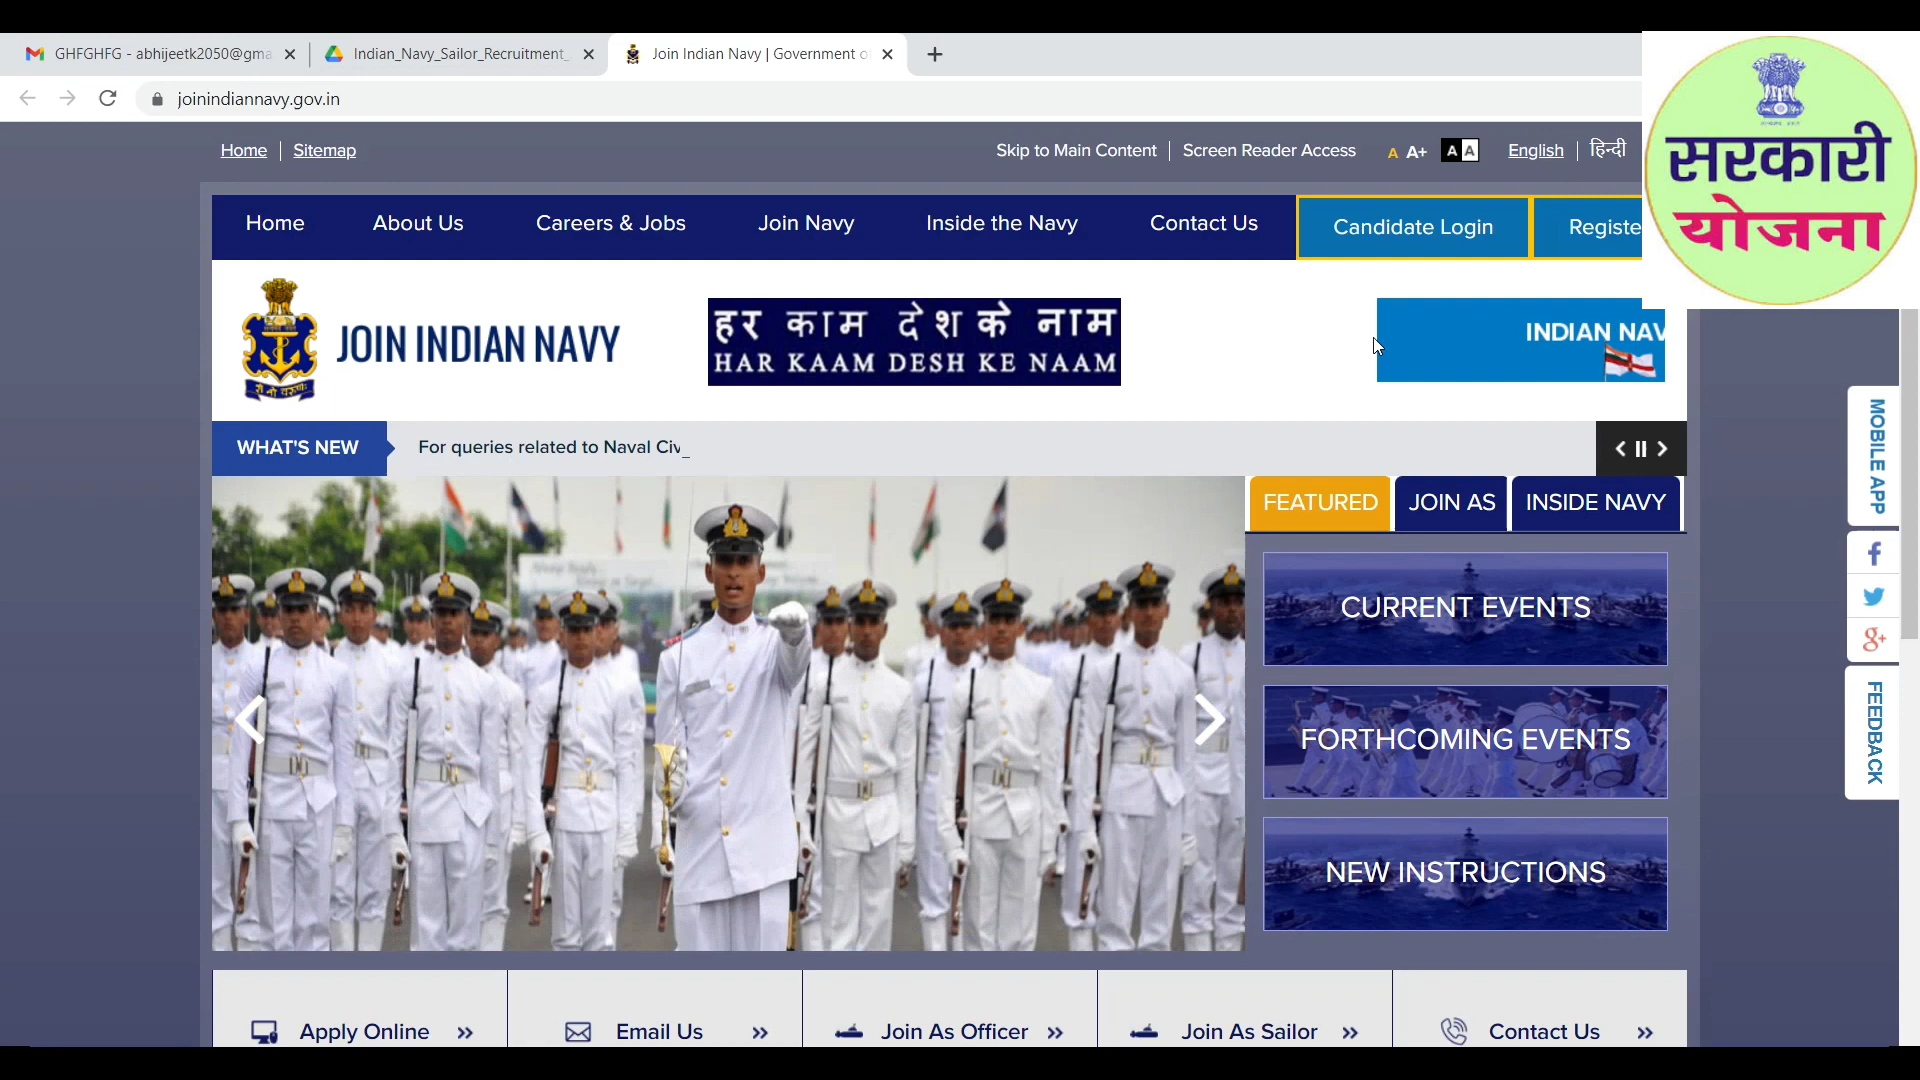 GHFGHFG - abhijeetk2050@gma
Indian_Navy_Sailor_Recruitment_
Join Indian Navy | Government o
joinindiannavy.gov.in
Home
Sitemap
Skip to Main Content
Screen Reader Access
A A+ A A
English
हिन्दी
सरकारी
योजना
Home
About Us
Careers & Jobs
Join Navy
Inside the Navy
Contact Us
Candidate Login
Registe
JOIN INDIAN NAVY
हर काम देश के नाम
HAR KAAM DESH KE NAAM
INDIAN NAV
WHAT'S NEW
For queries related to Naval Civ_
FEATURED
JOIN AS
INSIDE NAVY
CURRENT EVENTS
FORTHCOMING EVENTS
NEW INSTRUCTIONS
MOBILE APP
FEEDBACK
Apply Online
Email Us
Join As Officer
Join As Sailor
Contact Us